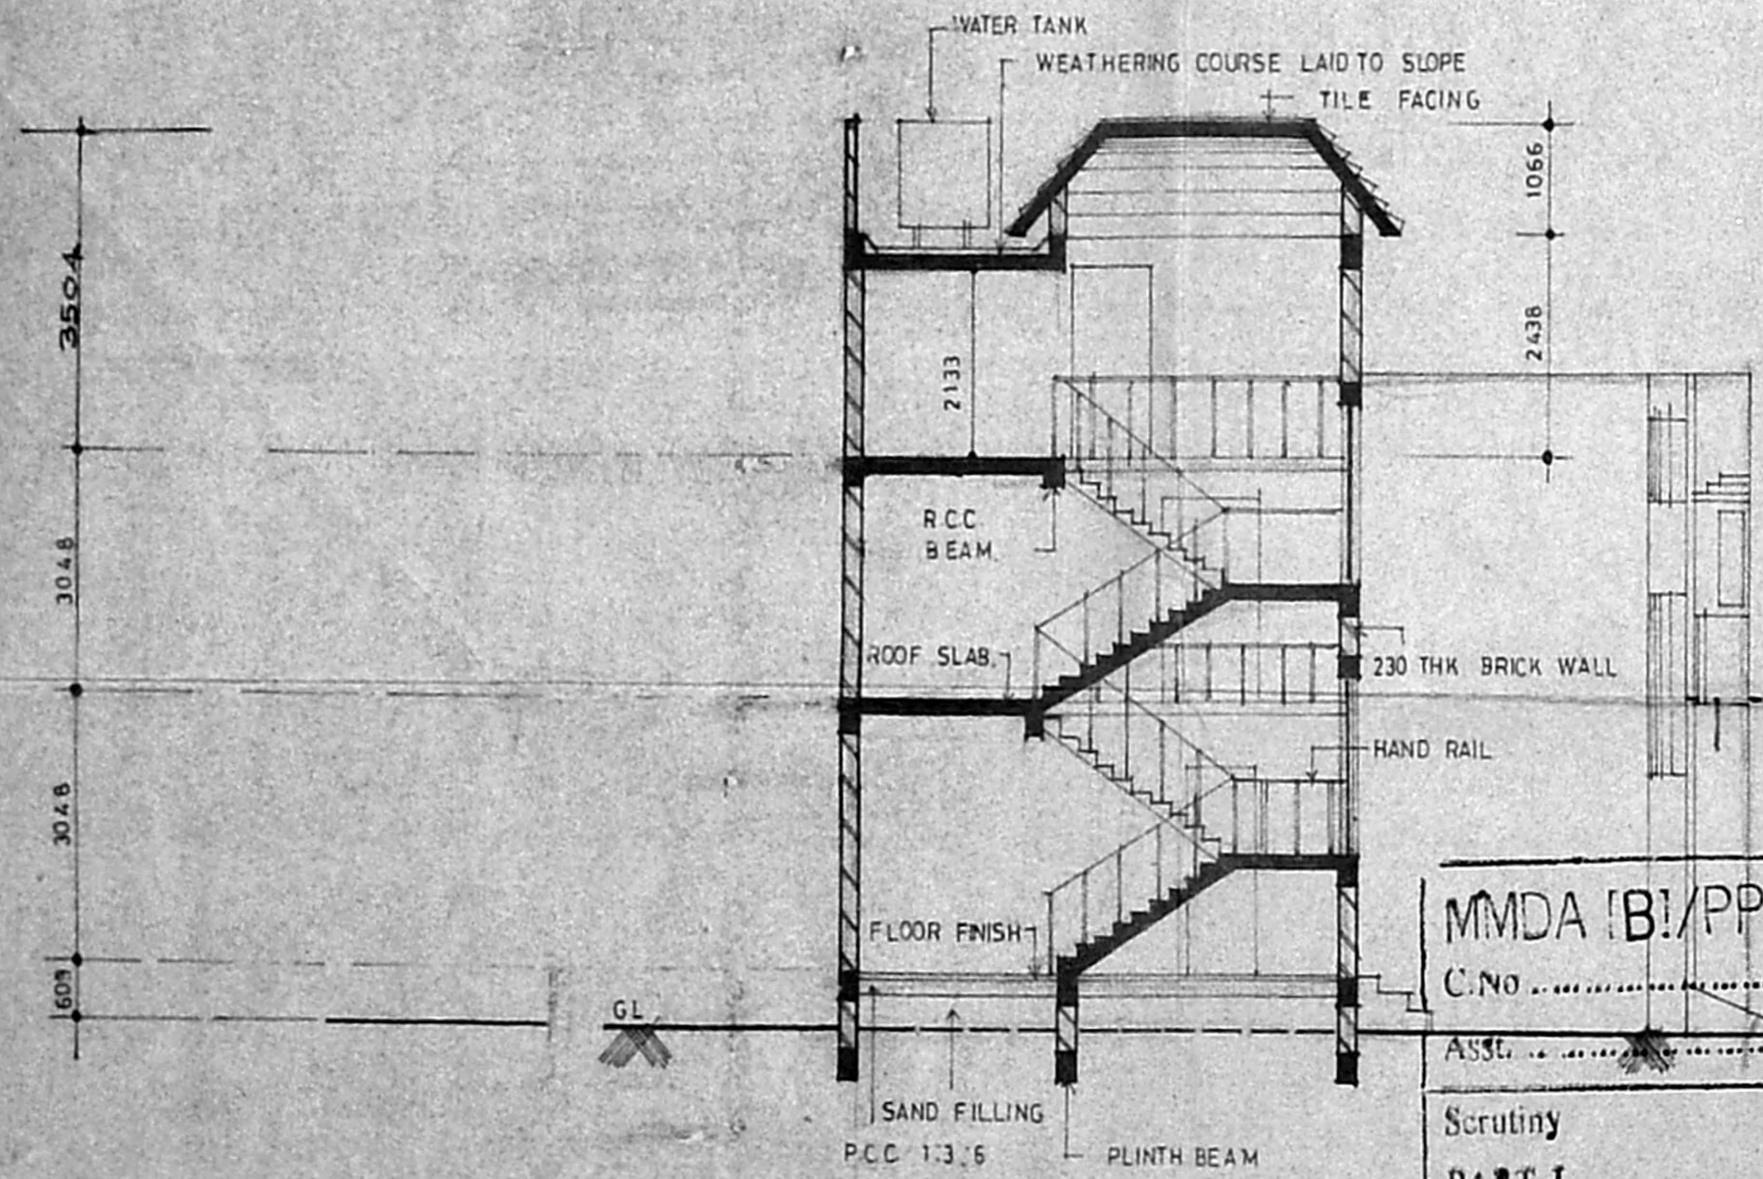 WATER TANK
WEATHERING COURSE LAID TO SLOPE
TILE FACING
1066
3504
2438
2133
R.C.C.
BEAM.
3048
ROOF SLAB.
230 THK BRICK WALL
HAND RAIL
3048
FLOOR FINISH
MMDA [B]/PP
C.No
609
GL
Asst.
SAND FILLING
Scrutiny
P.C.C 1:3:6
PLINTH BEAM
PART I